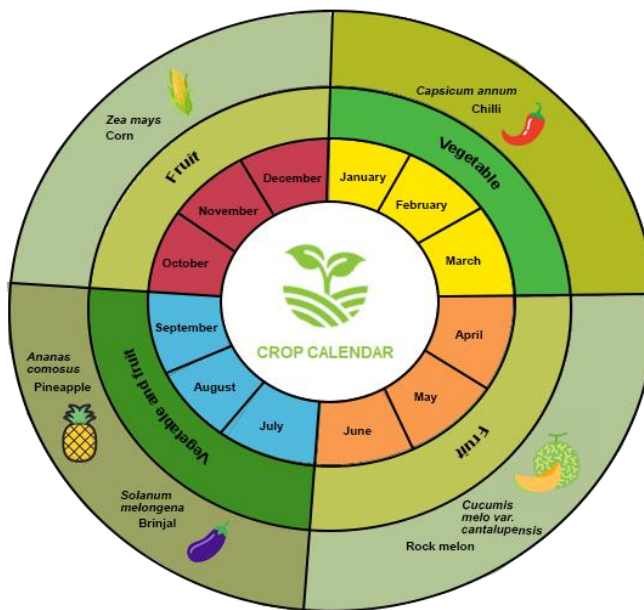 Zea mays
Corn
Capsicum annum
Chilli
Fruit
Vegetable
December
January
November
February
October
March
CROP CALENDAR
September
April
August
May
July
June
Vegetable and fruit
Fruit
Ananas
comosus
Pineapple
Solanum
melongena
Brinjal
Cucumis
melo var.
cantalupensis
Rock melon